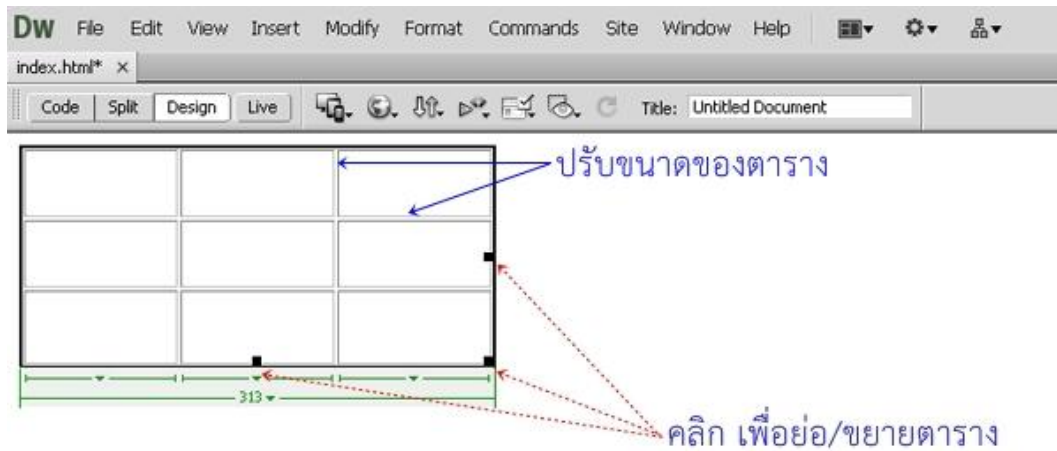 DW File Edit View Insert Modify Format Commands Site Window Help
index.html* ×
Code Split Design Live Title: Untitled Document
ปรับขนาดของตาราง
313
คลิก เพื่อย่อ/ขยายตาราง